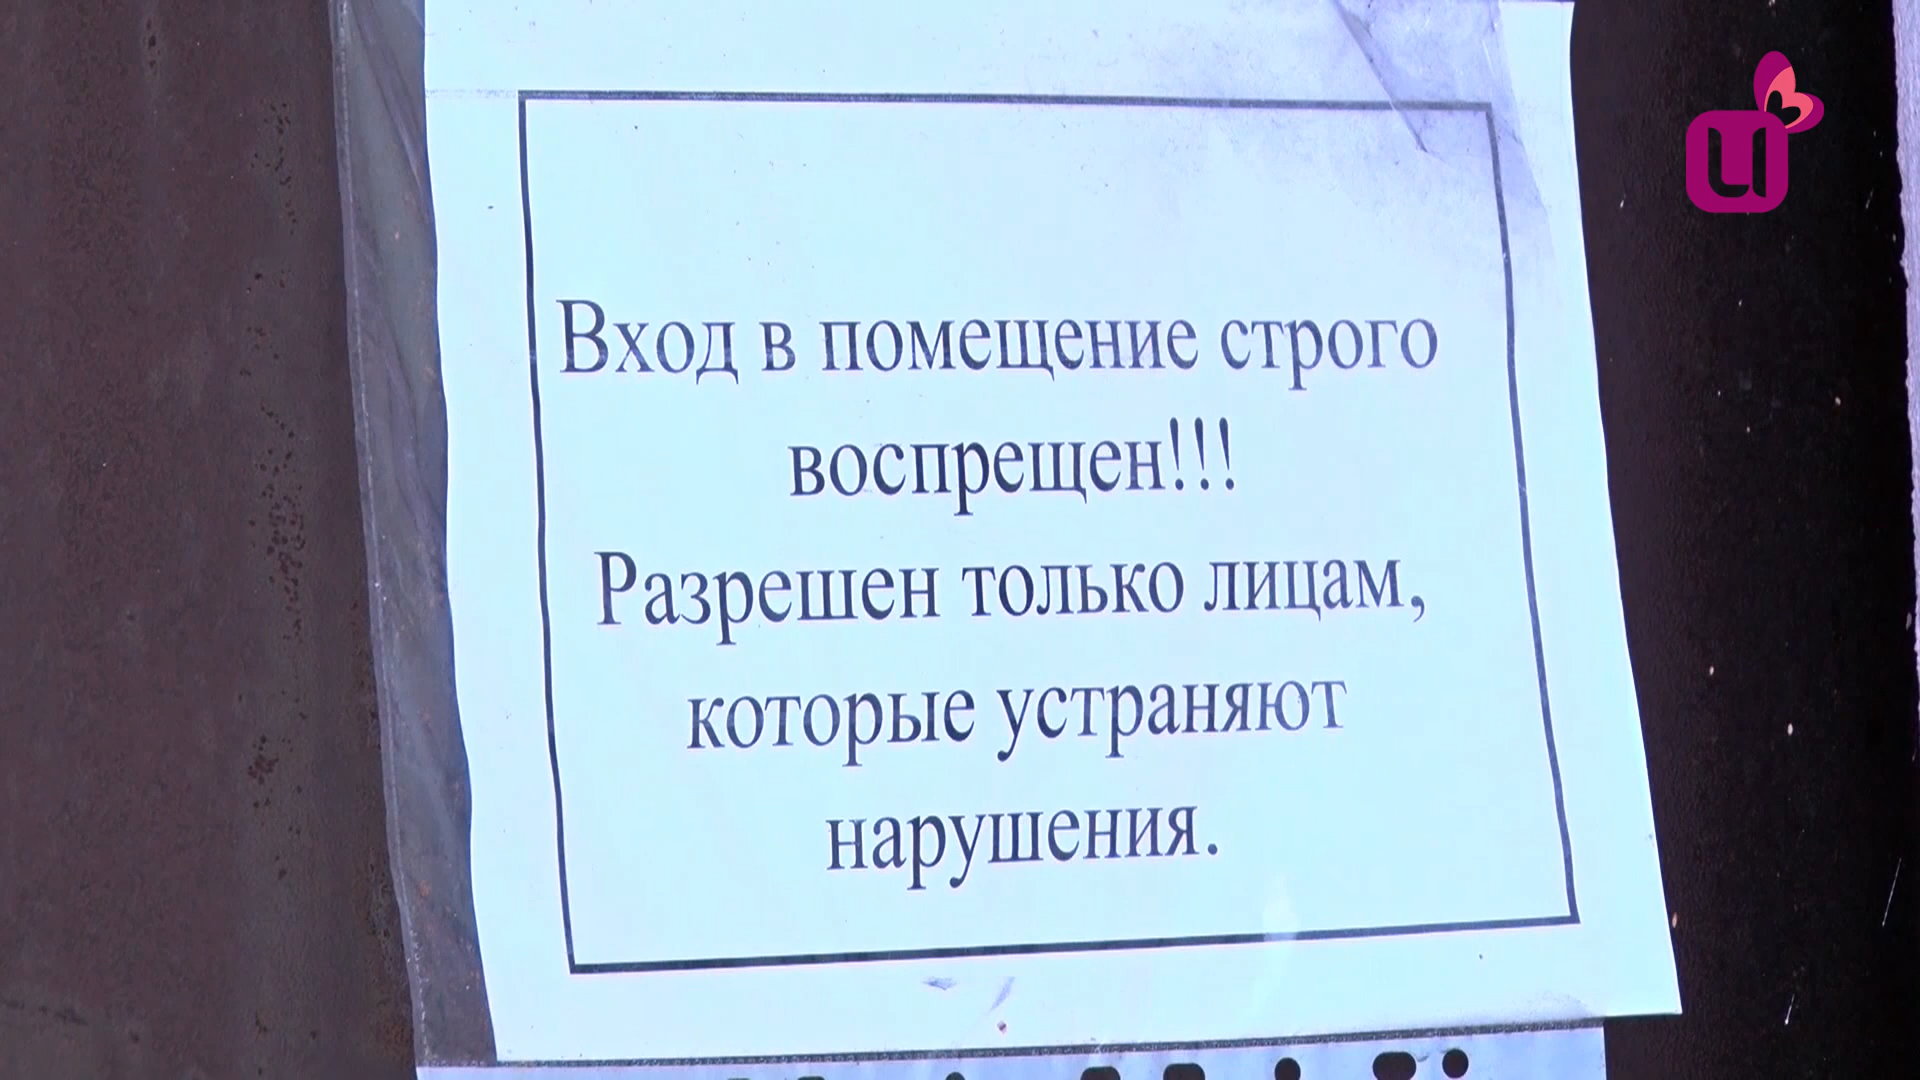 Вход в помещение строго
воспрещен!!!
Разрешен только лицам,
которые устраняют
нарушения.